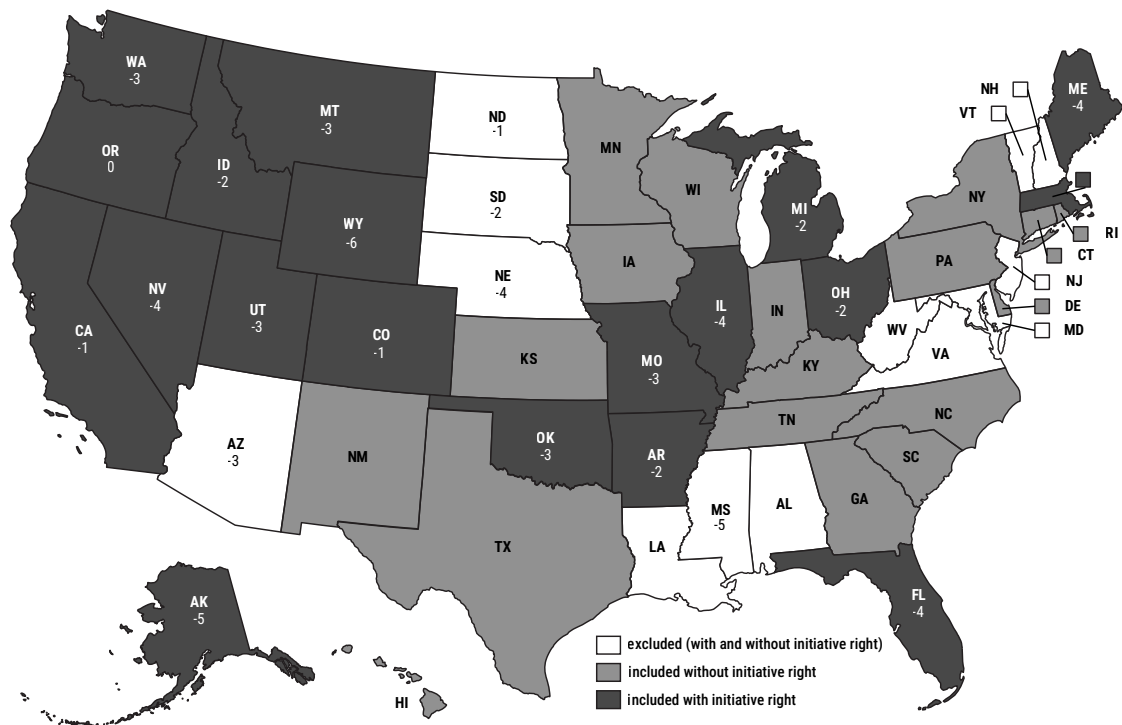 WA
-3
MT
-3
ND
-1
MN
NH
VT
ME
-4
OR
0
ID
-2
SD
-2
WI
NY
WY
-6
MI
-2
RI
CT
NE
-4
IA
PA
NJ
NV
-4
UT
-3
CO
-1
IL
-4
IN
OH
-2
DE
MD
CA
-1
KS
MO
-3
WV
VA
KY
AZ
-3
NM
OK
-3
AR
-2
TN
NC
SC
MS
-5
AL
GA
TX
LA
FL
-4
AK
-5
HI
excluded (with and without initiative right)
included without initiative right
included with initiative right